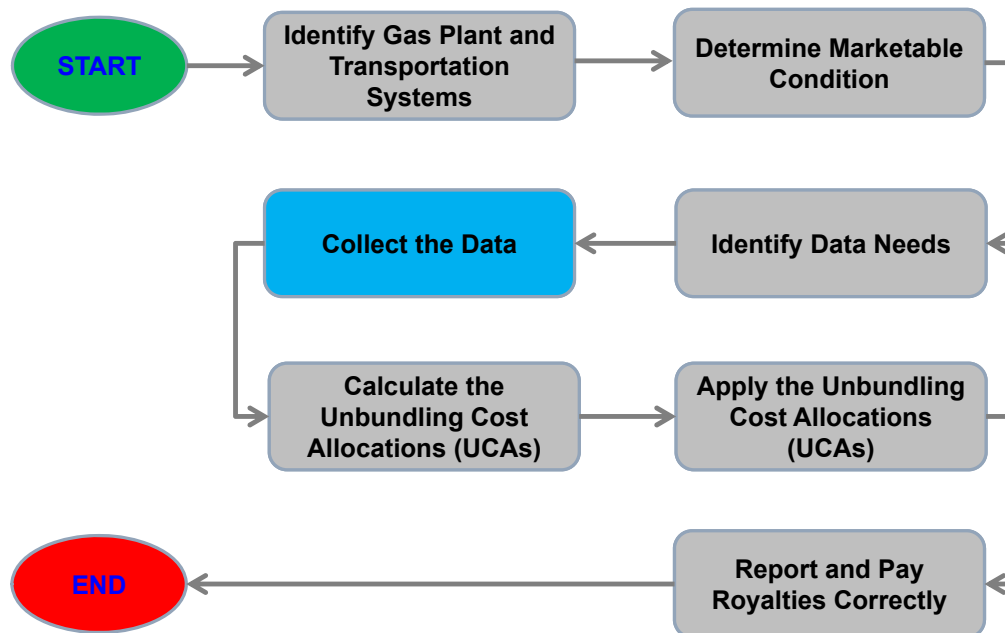 START
Identify Gas Plant and
Transportation
Systems
Determine Marketable
Condition
Collect the Data
Identify Data Needs
Calculate the
Unbundling Cost
Allocations (UCAs)
Apply the Unbundling
Cost Allocations
(UCAs)
END
Report and Pay
Royalties Correctly